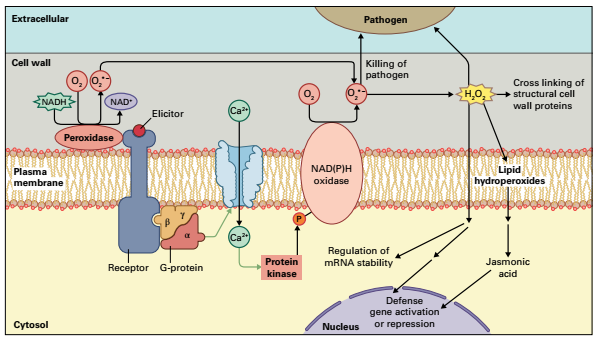 Extracellular
Pathogen
Cell wall
Killing of
pathogen
O2
O2•–
NADH
NAD+
Peroxidase
Elicitor
Ca2+
O2
O2•–
H2O2
Cross linking of
structural cell
wall proteins
Plasma
membrane
NAD(P)H
oxidase
Lipid
hydroperoxides
β
γ
α
P
Receptor
G-protein
Ca2+
Protein
kinase
Regulation of
mRNA stability
Jasmonic
acid
Defense
gene activation
or repression
Nucleus
Cytosol